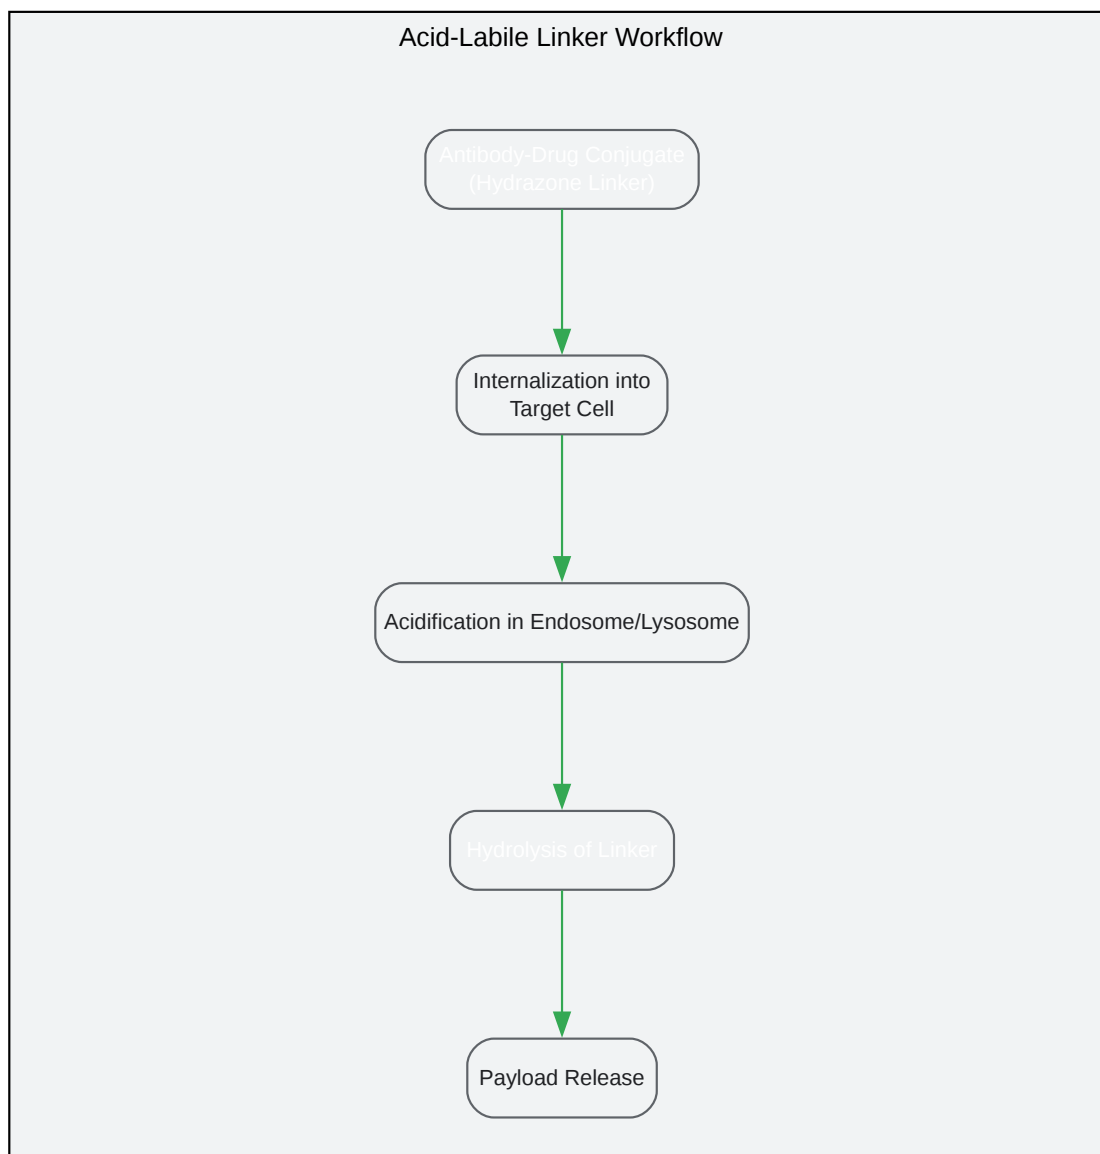 Acid-Labile Linker Workflow
Antibody-Drug Conjugate
(Hydrazone Linker)
Internalization into
Target Cell
Acidification in Endosome/Lysosome
Hydrolysis of Linker
Payload Release